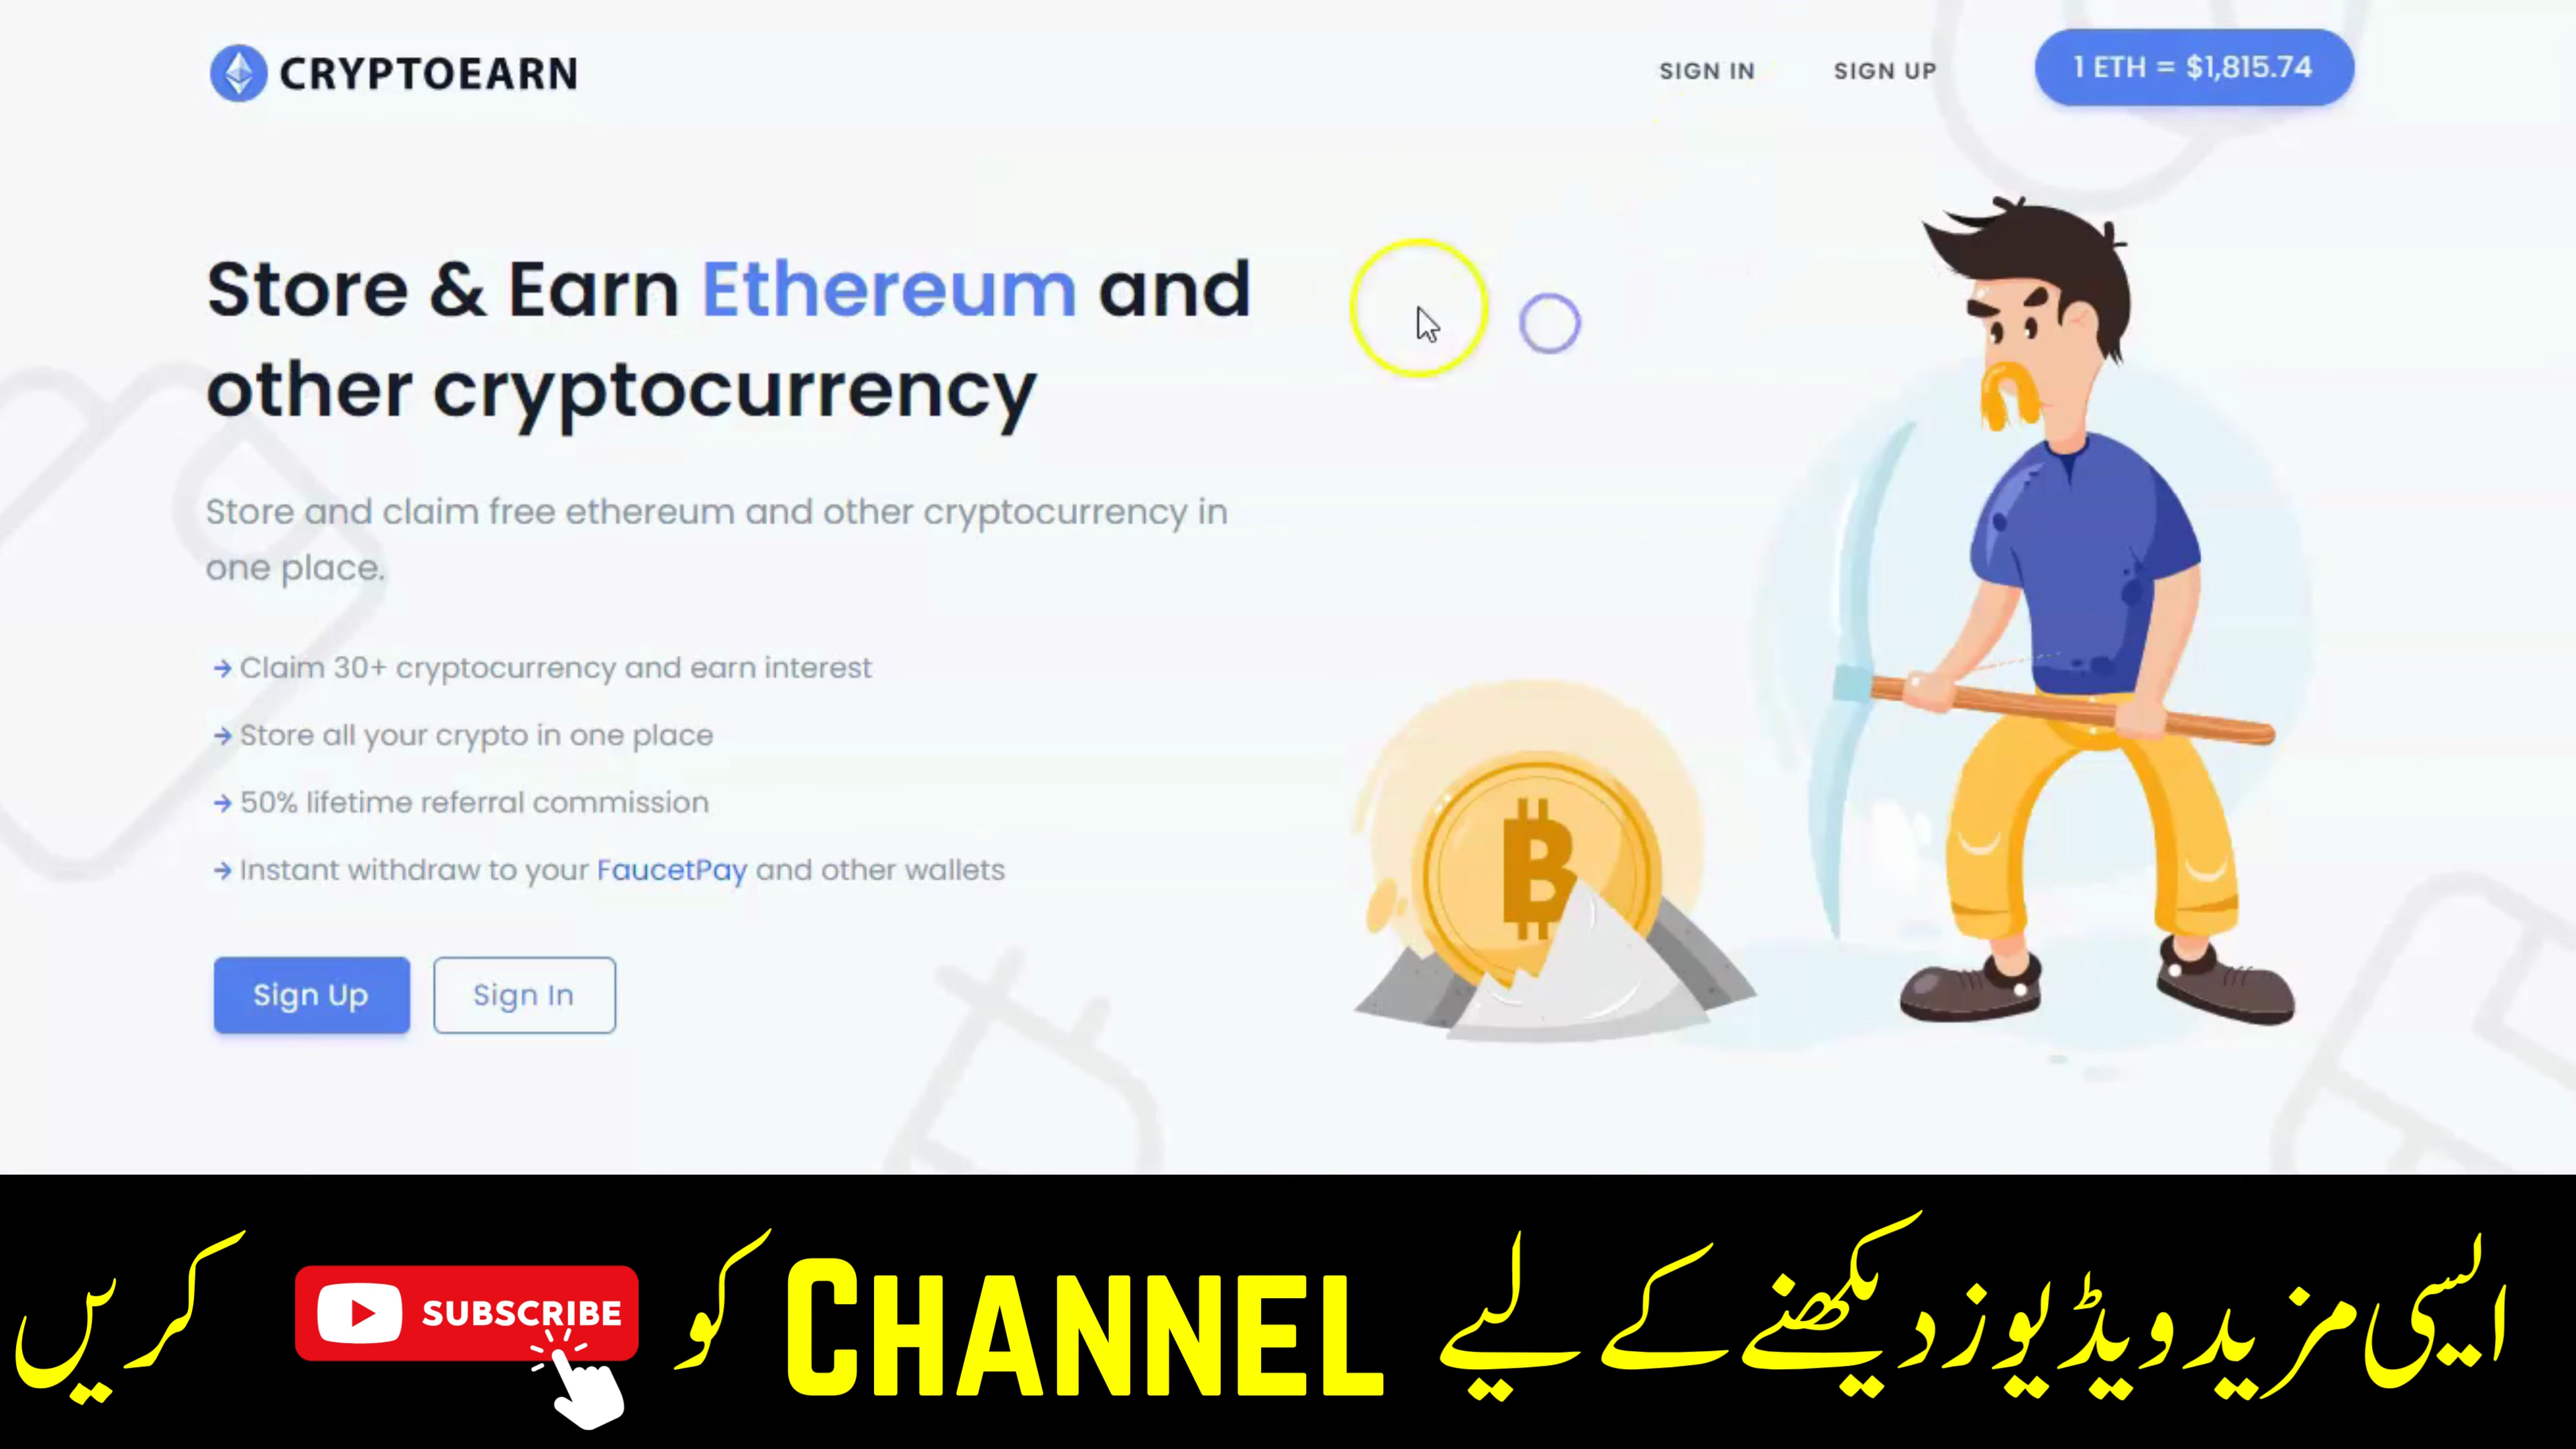 CRYPTOEARN
SIGN IN
SIGN UP
1 ETH = $1,815.74
Store & Earn Ethereum and
other cryptocurrency
Store and claim free ethereum and other cryptocurrency in
one place.
→ Claim 30+ cryptocurrency and earn interest
→ Store all your crypto in one place
→ 50% lifetime referral commission
→ Instant withdraw to your FaucetPay and other wallets
Sign Up
Sign In
ایسی مزید ویڈیوز دیکھنے کے لیے CHANNEL کو SUBSCRIBE کریں